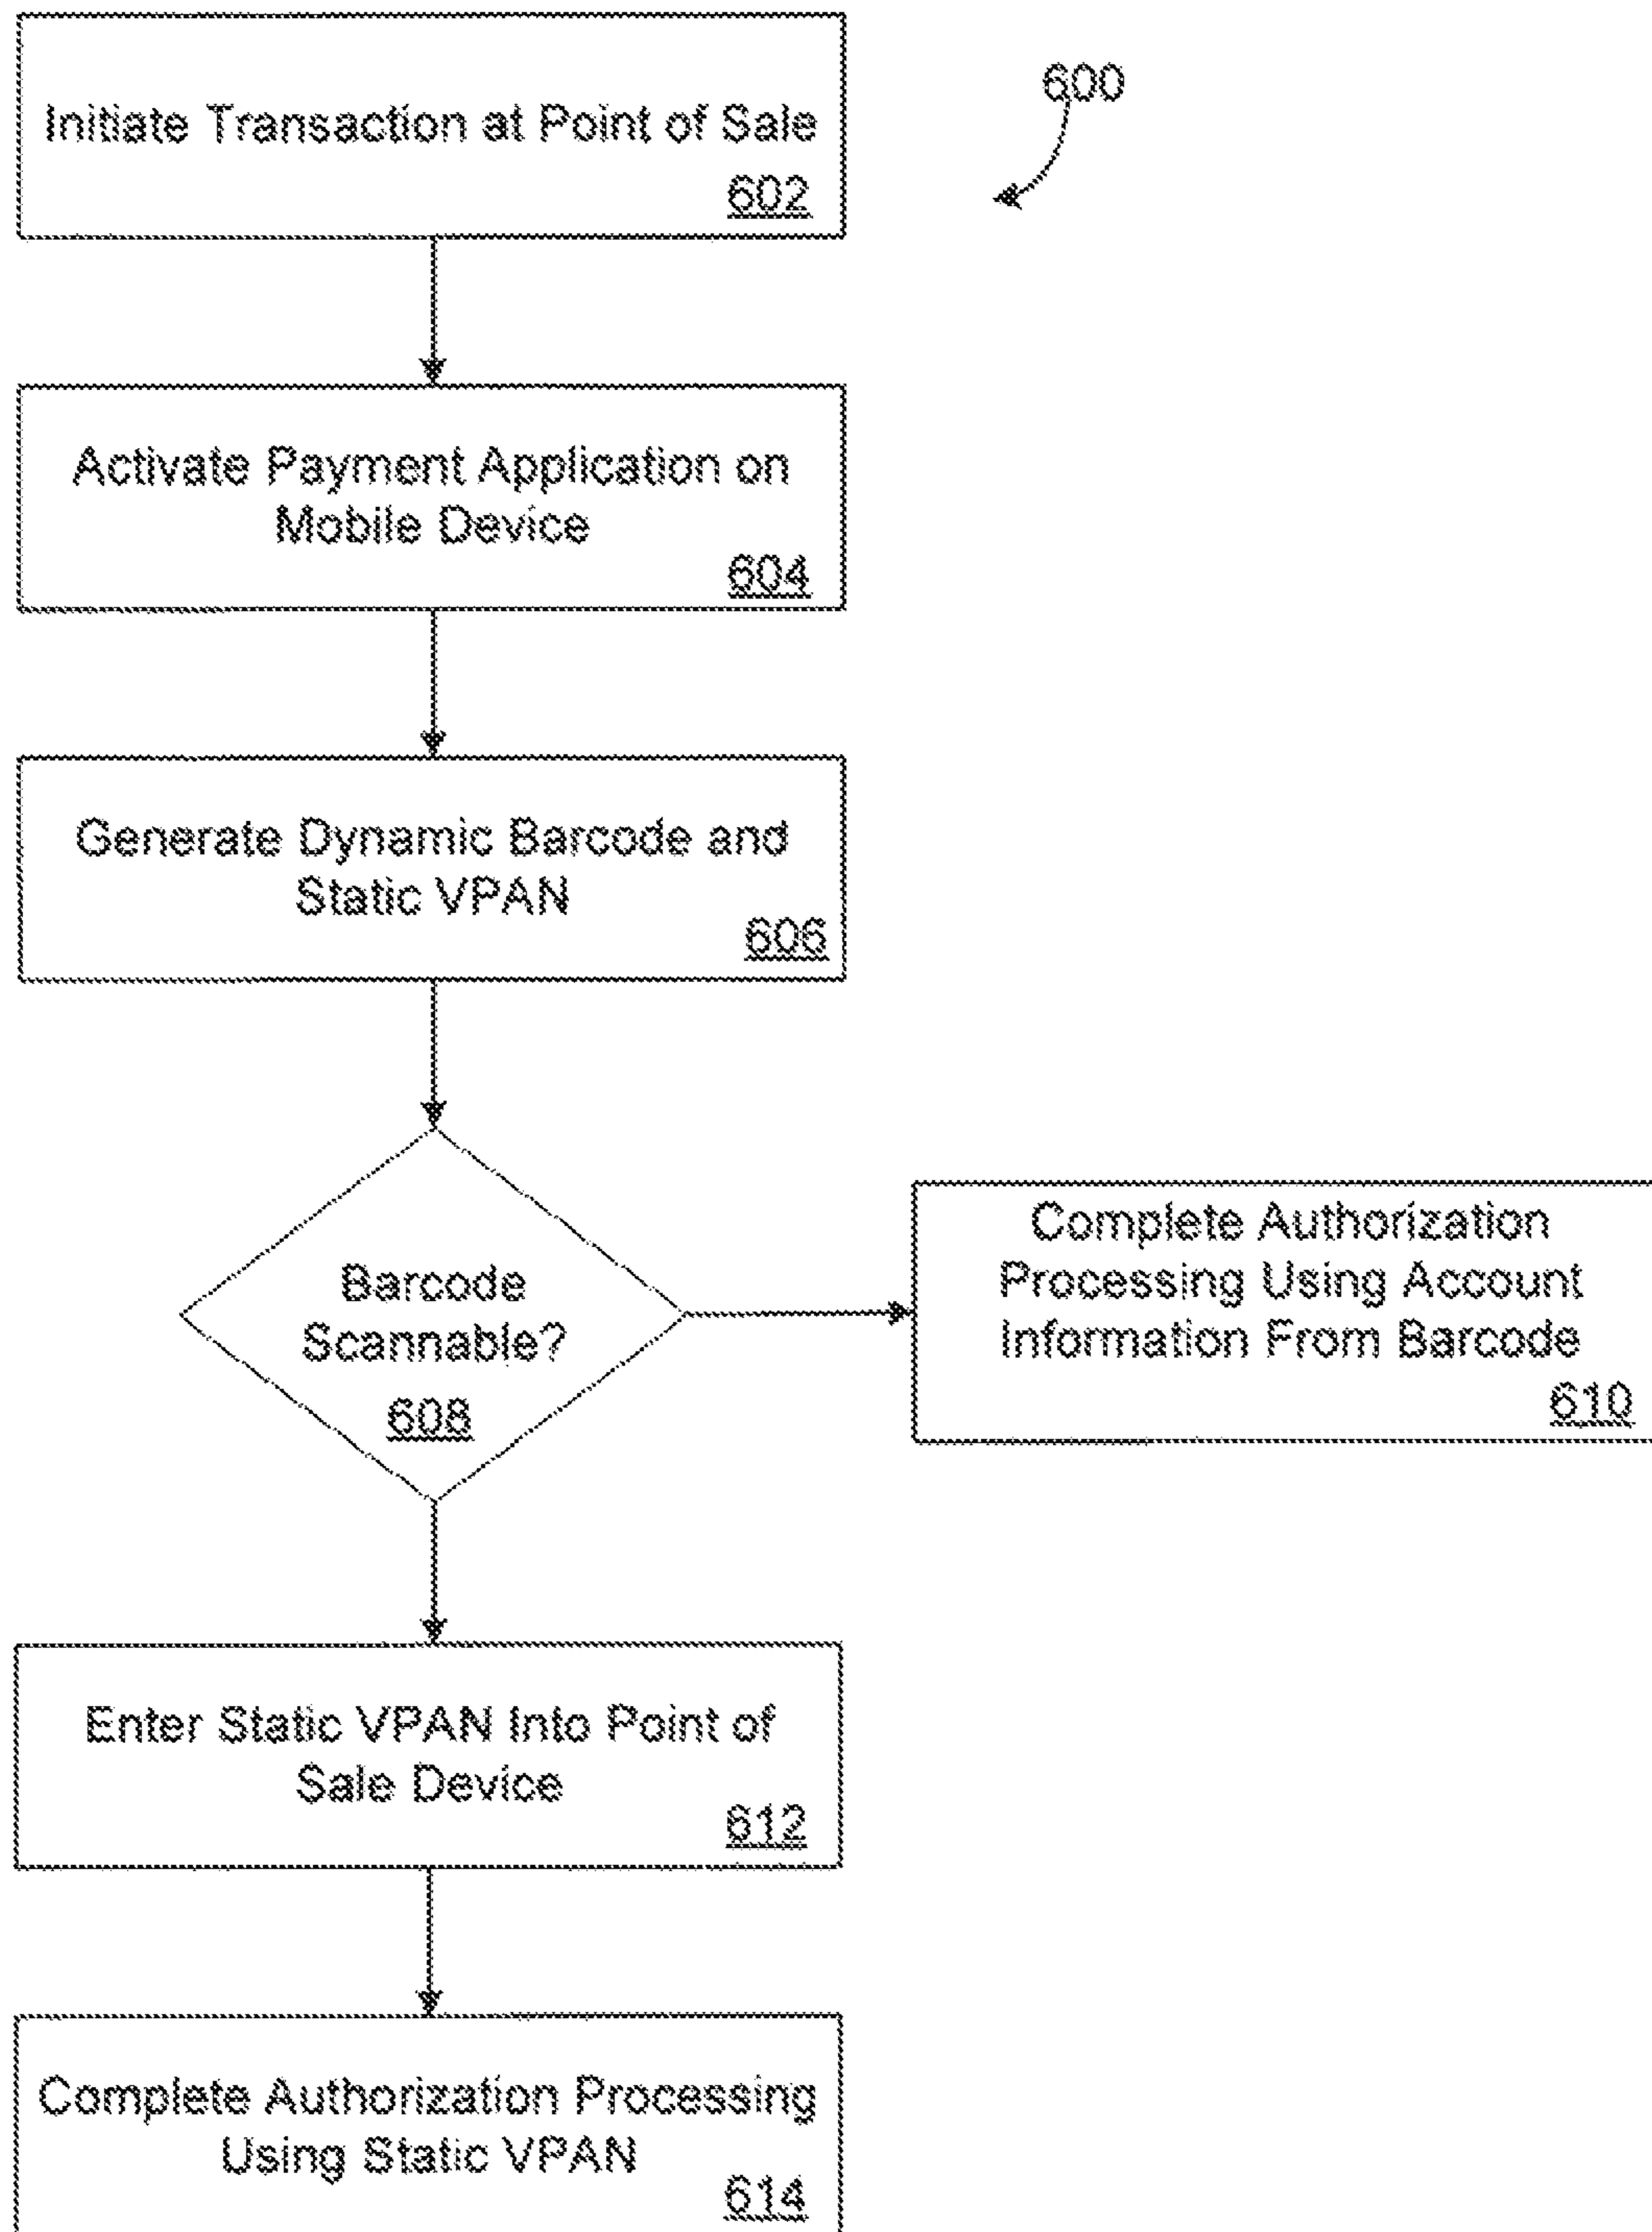 600
Initiate Transaction at Point of Sale
602
Activate Payment Application on
Mobile Device
604
Generate Dynamic Barcode and
Static VPAN
606
Barcode
Scannable?
608
Complete Authorization
Processing Using Account
Information From Barcode
610
Enter Static VPAN Into Point of
Sale Device
612
Complete Authorization Processing
Using Static VPAN
614